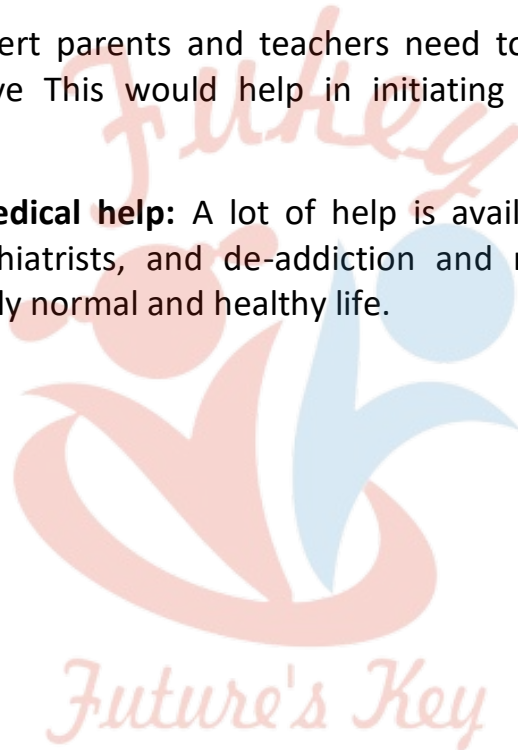 ert parents and teachers need to
ve This would help in initiating
Fukey
edical help: A lot of help is avail
hiatrists, and de-addiction and
ly normal and healthy life.
Future's Key